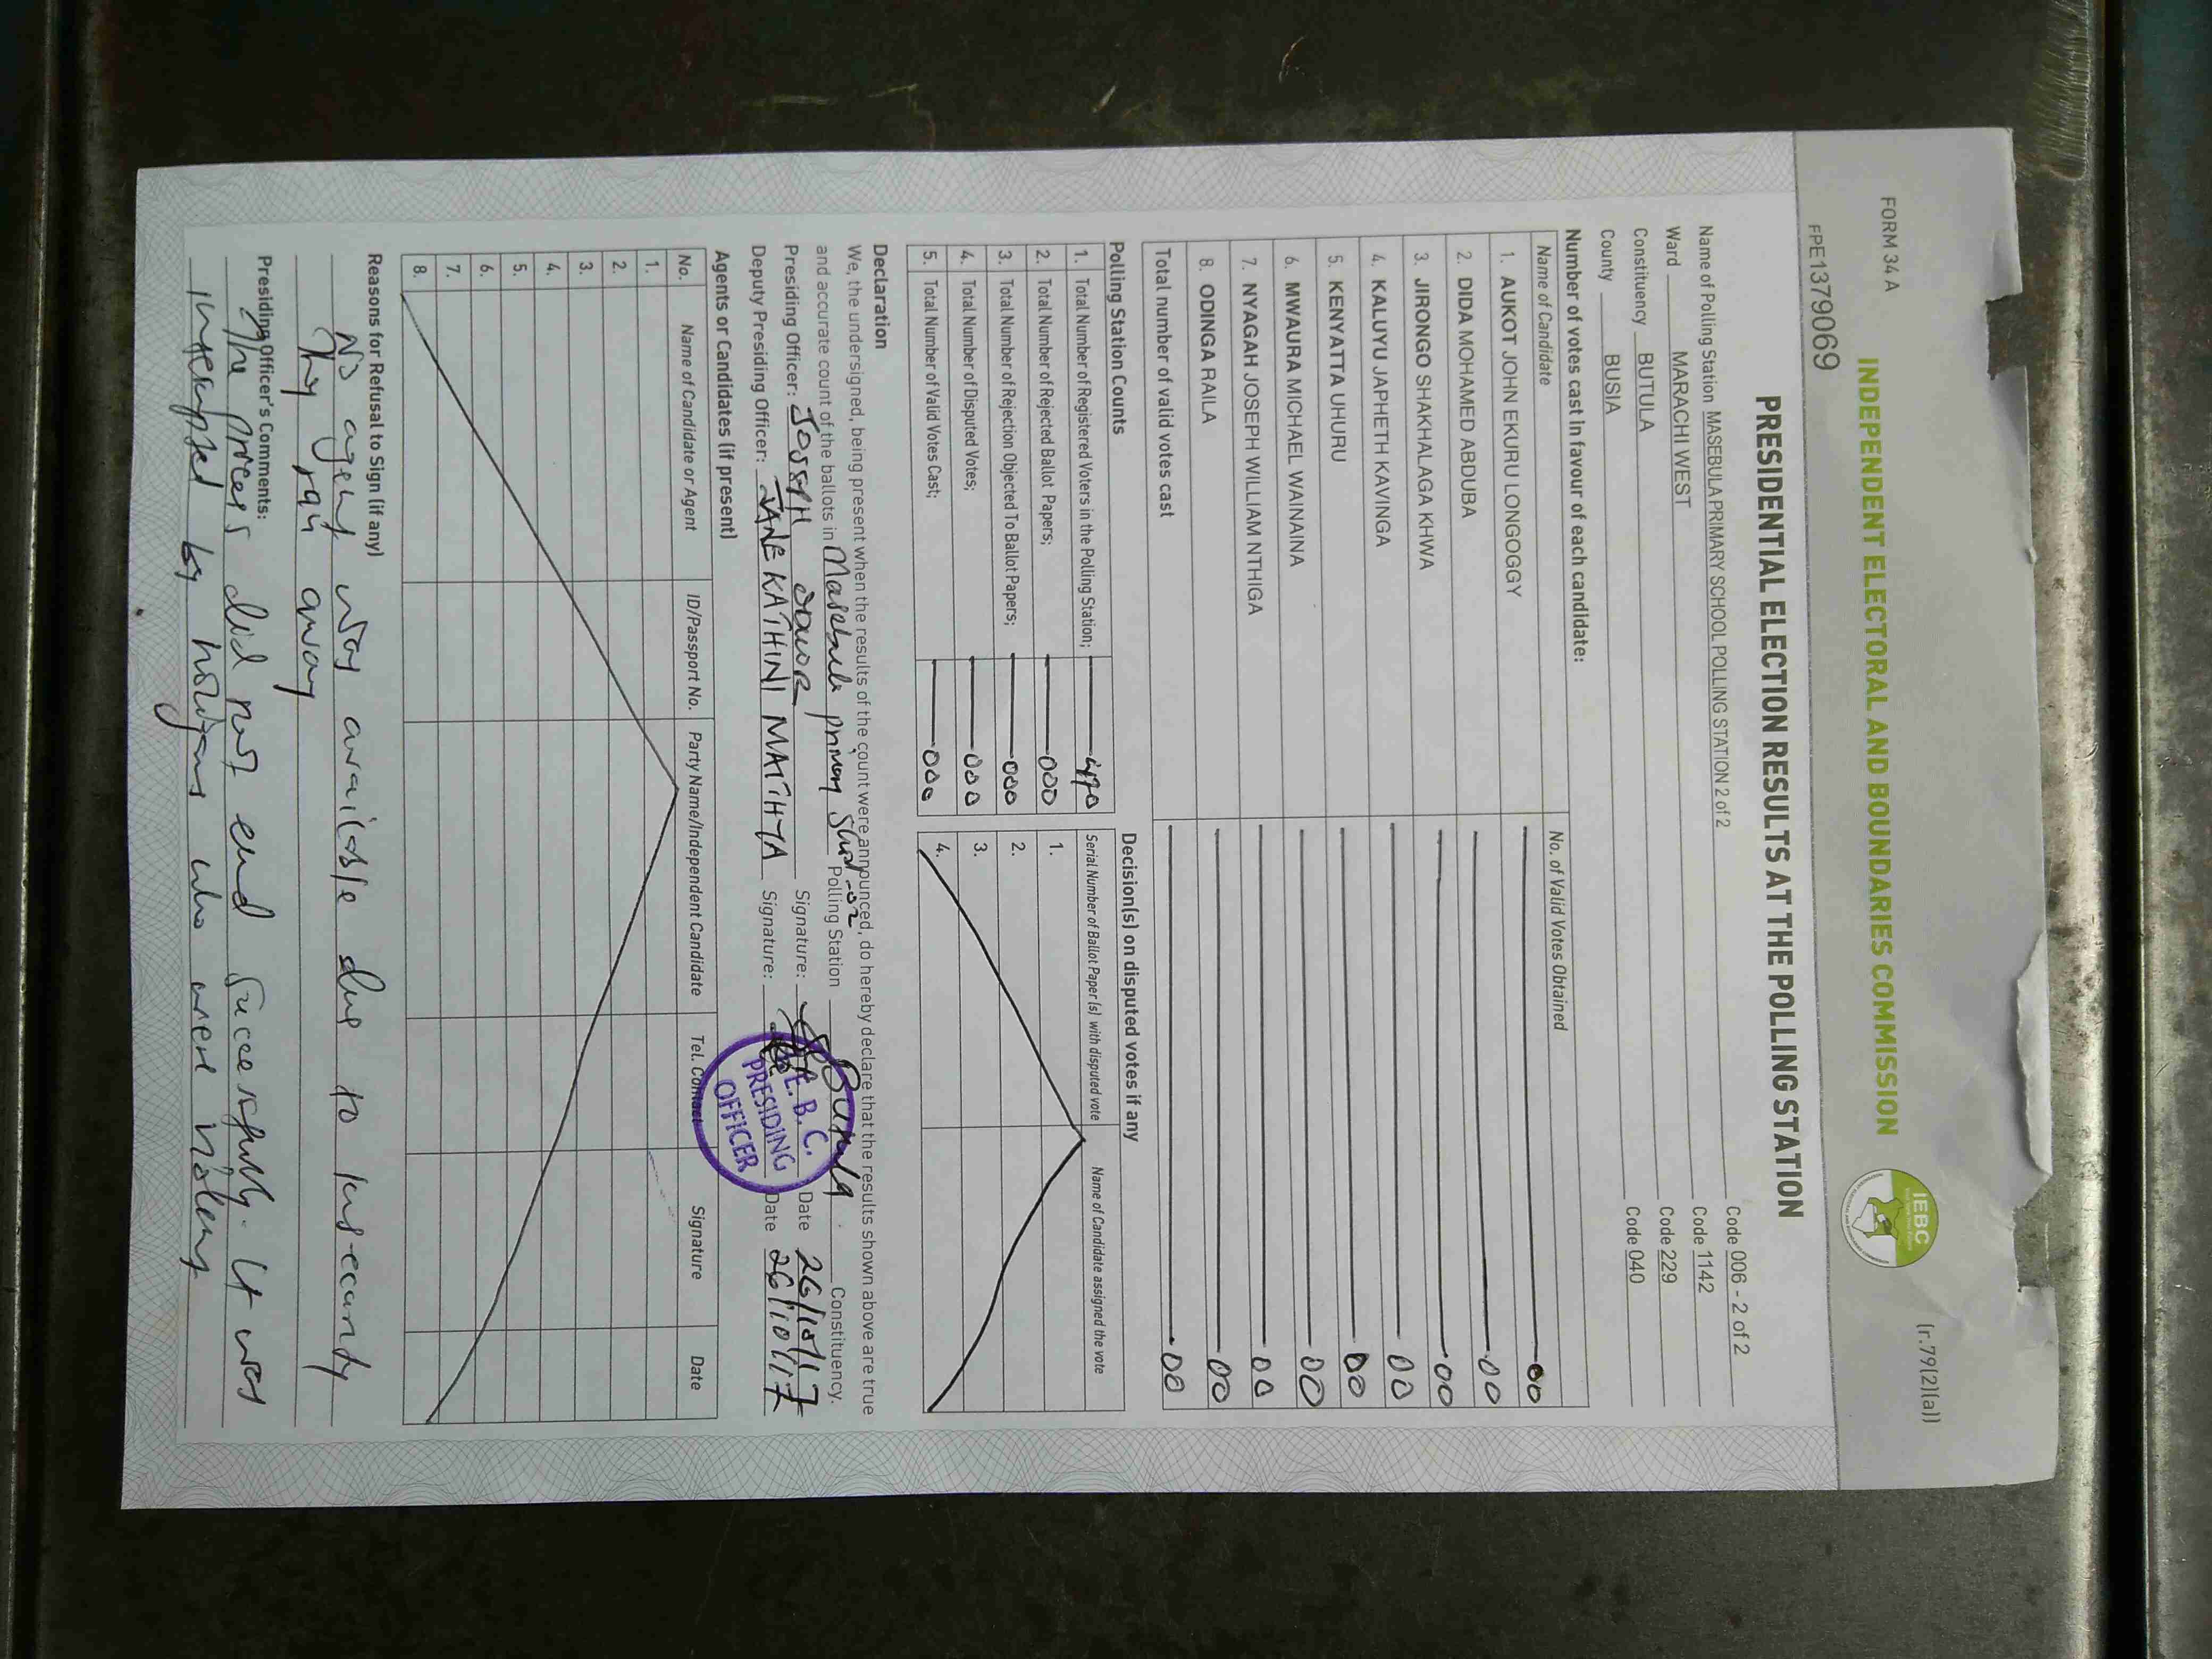 FORM 34 A
(r.79(2)(a))
INDEPENDENT ELECTORAL AND BOUNDARIES COMMISSION
IEBC
FPE1379069
PRESIDENTIAL ELECTION RESULTS AT THE POLLING STATION
Name of Polling Station MASEBULA PRIMARY SCHOOL POLLING STATION 2 of 2 Code 006 - 2 of 2
Ward MARACHI WEST Code 1142
Constituency BUTULA Code 229
County BUSIA Code 040
Number of votes cast in favour of each candidate:
Name of Candidate No. of Valid Votes Obtained
1. AUKOT JOHN EKURU LONGOGGY 00
2. DIDA MOHAMED ABDUBA 00
3. JIRONGO SHAKHALAGA KHWA 00
4. KALUYU JAPHETH KAVINGA 00
5. KENYATTA UHURU 00
6. MWAURA MICHAEL WAINAINA 00
7. NYAGAH JOSEPH WILLIAM NTHIGA 00
8. ODINGA RAILA 00
Total number of valid votes cast 00
Polling Station Counts
1. Total Number of Registered Voters in the Polling Station; 470
2. Total Number of Rejected Ballot Papers; 000
3. Total Number of Rejection Objected To Ballot Papers; 000
4. Total Number of Disputed Votes; 000
5. Total Number of Valid Votes Cast; 000
Decision(s) on disputed votes if any
Serial Number of Ballot Paper(s) with disputed vote Name of Candidate assigned the vote
1.
2.
3.
4.
Declaration
We, the undersigned, being present when the results of the count were announced, do hereby declare that the results shown above are true
and accurate count of the ballots in Masebula primary Polling Station Butula Constituency.
Presiding Officer: JOSEPH Signature: Date 26/10/17
Deputy Presiding Officer: JANE KATHINI MATHYA Signature: Date 26/10/17
I.E.B.C.
PRESIDING
OFFICER
Agents or Candidates (if present)
No. Name of Candidate or Agent ID/Passport No. Party Name/Independent Candidate Tel. Contact Signature Date
1.
2.
3.
4.
5.
6.
7.
8.
Reasons for Refusal to Sign (if any)
No agent was available due to ins-ecurity
They ran away
Presiding Officer's Comments:
The process did not end successfully. It was
interrupted by hooligans who were violent